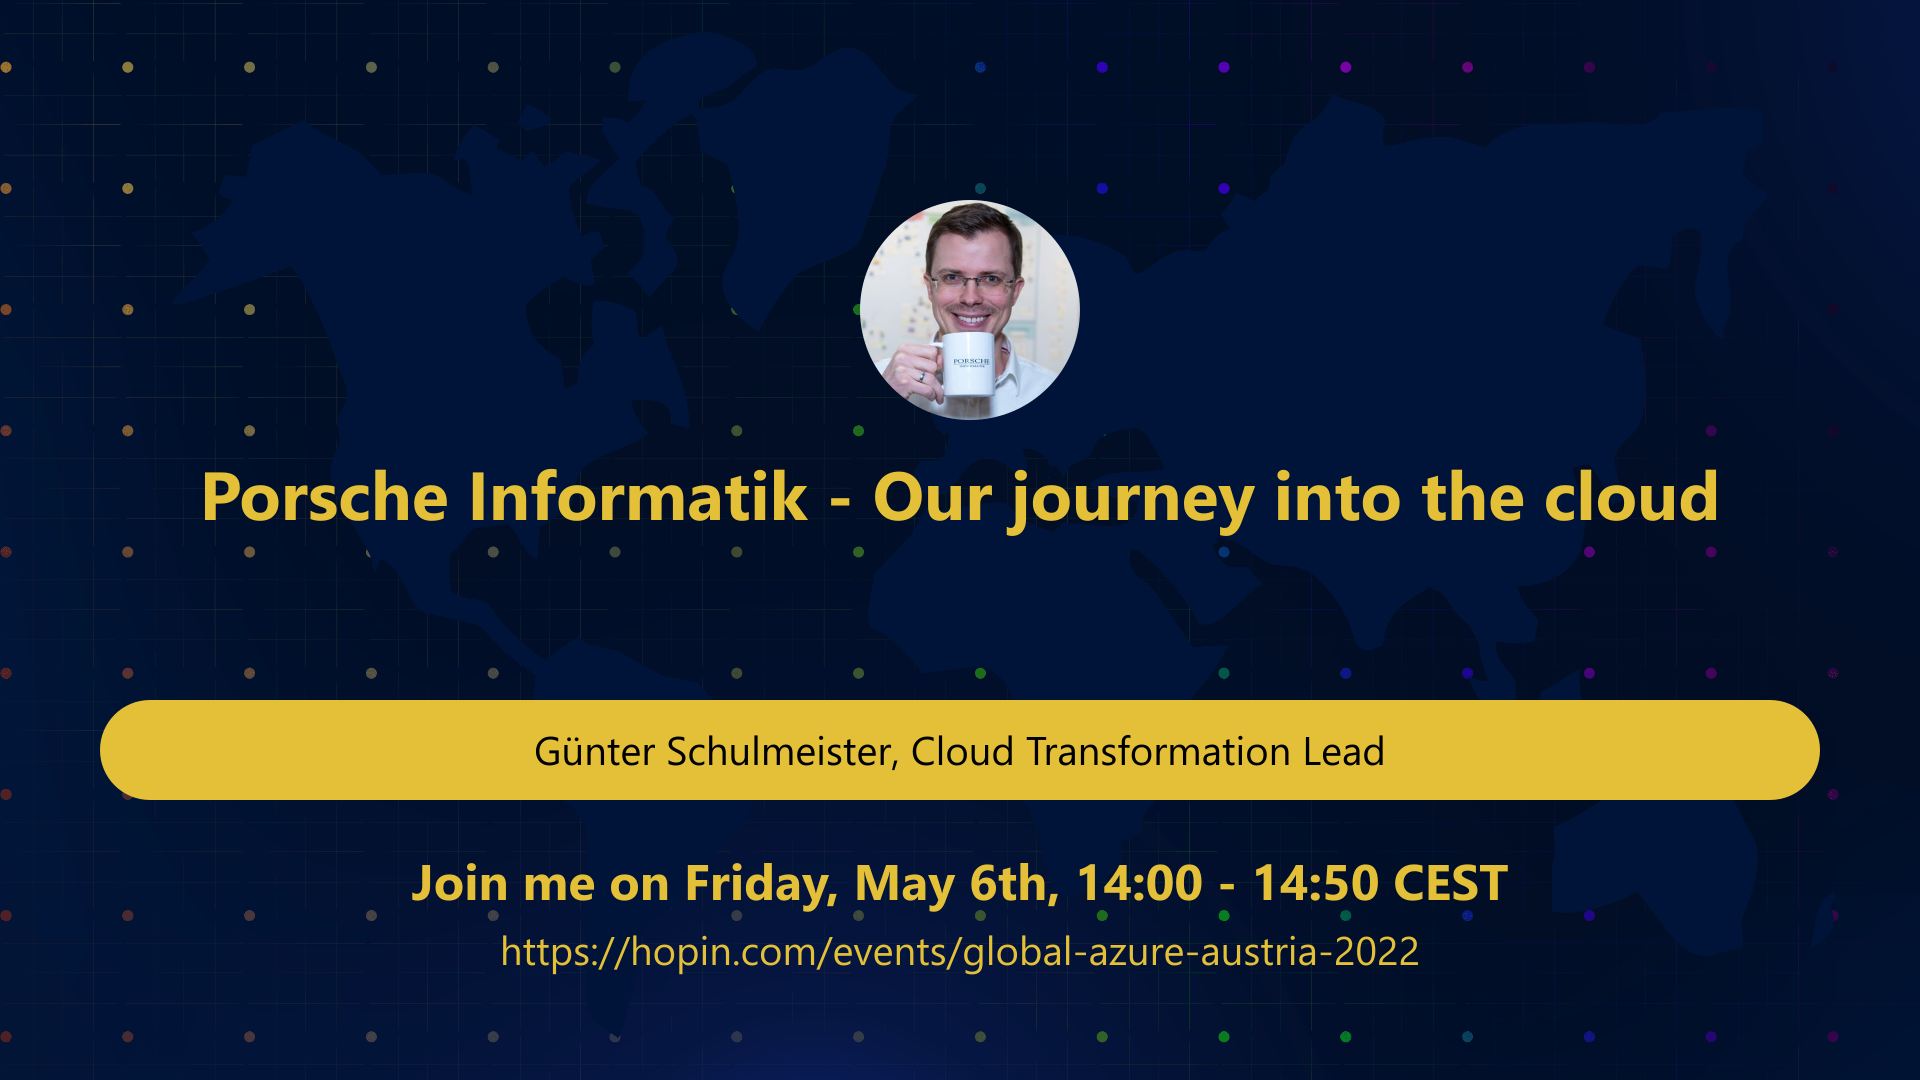 PORSCHE
Porsche Informatik - Our journey into the cloud
Günter Schulmeister, Cloud Transformation Lead
Join me on Friday, May 6th, 14:00 - 14:50 CEST
https://hopin.com/events/global-azure-austria-2022